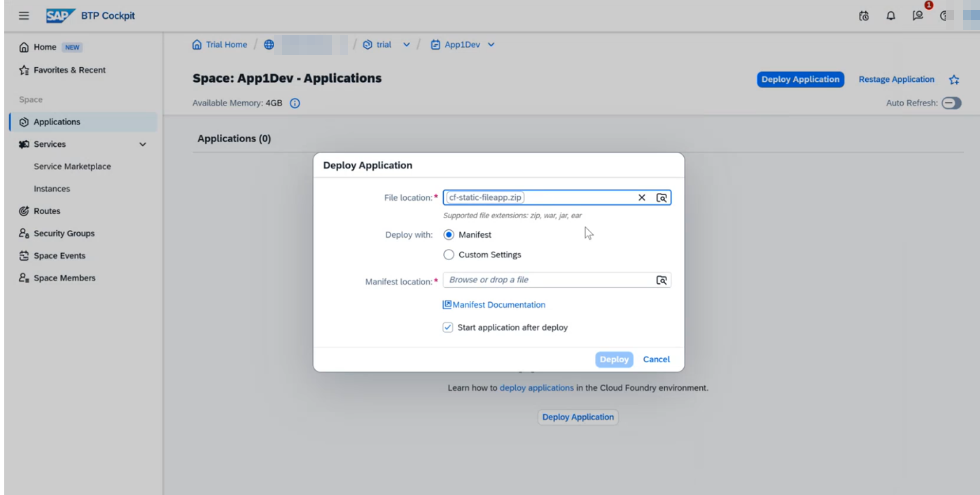 SAP BTP Cockpit
1
Home NEW
Favorites & Recent
Space
Applications
Services
Service Marketplace
Instances
Routes
Security Groups
Space Events
Space Members
Trial Home / / trial / App1Dev
Space: App1Dev - Applications
Deploy Application Restage Application
Available Memory: 4GB
Auto Refresh:
Applications (0)
Deploy Application
File location: * cf-static-fileapp.zip
Supported file extensions: zip, war, jar, ear
Deploy with: Manifest
Custom Settings
Manifest location: * Browse or drop a file
Manifest Documentation
Start application after deploy
Deploy Cancel
Learn how to deploy applications in the Cloud Foundry environment.
Deploy Application